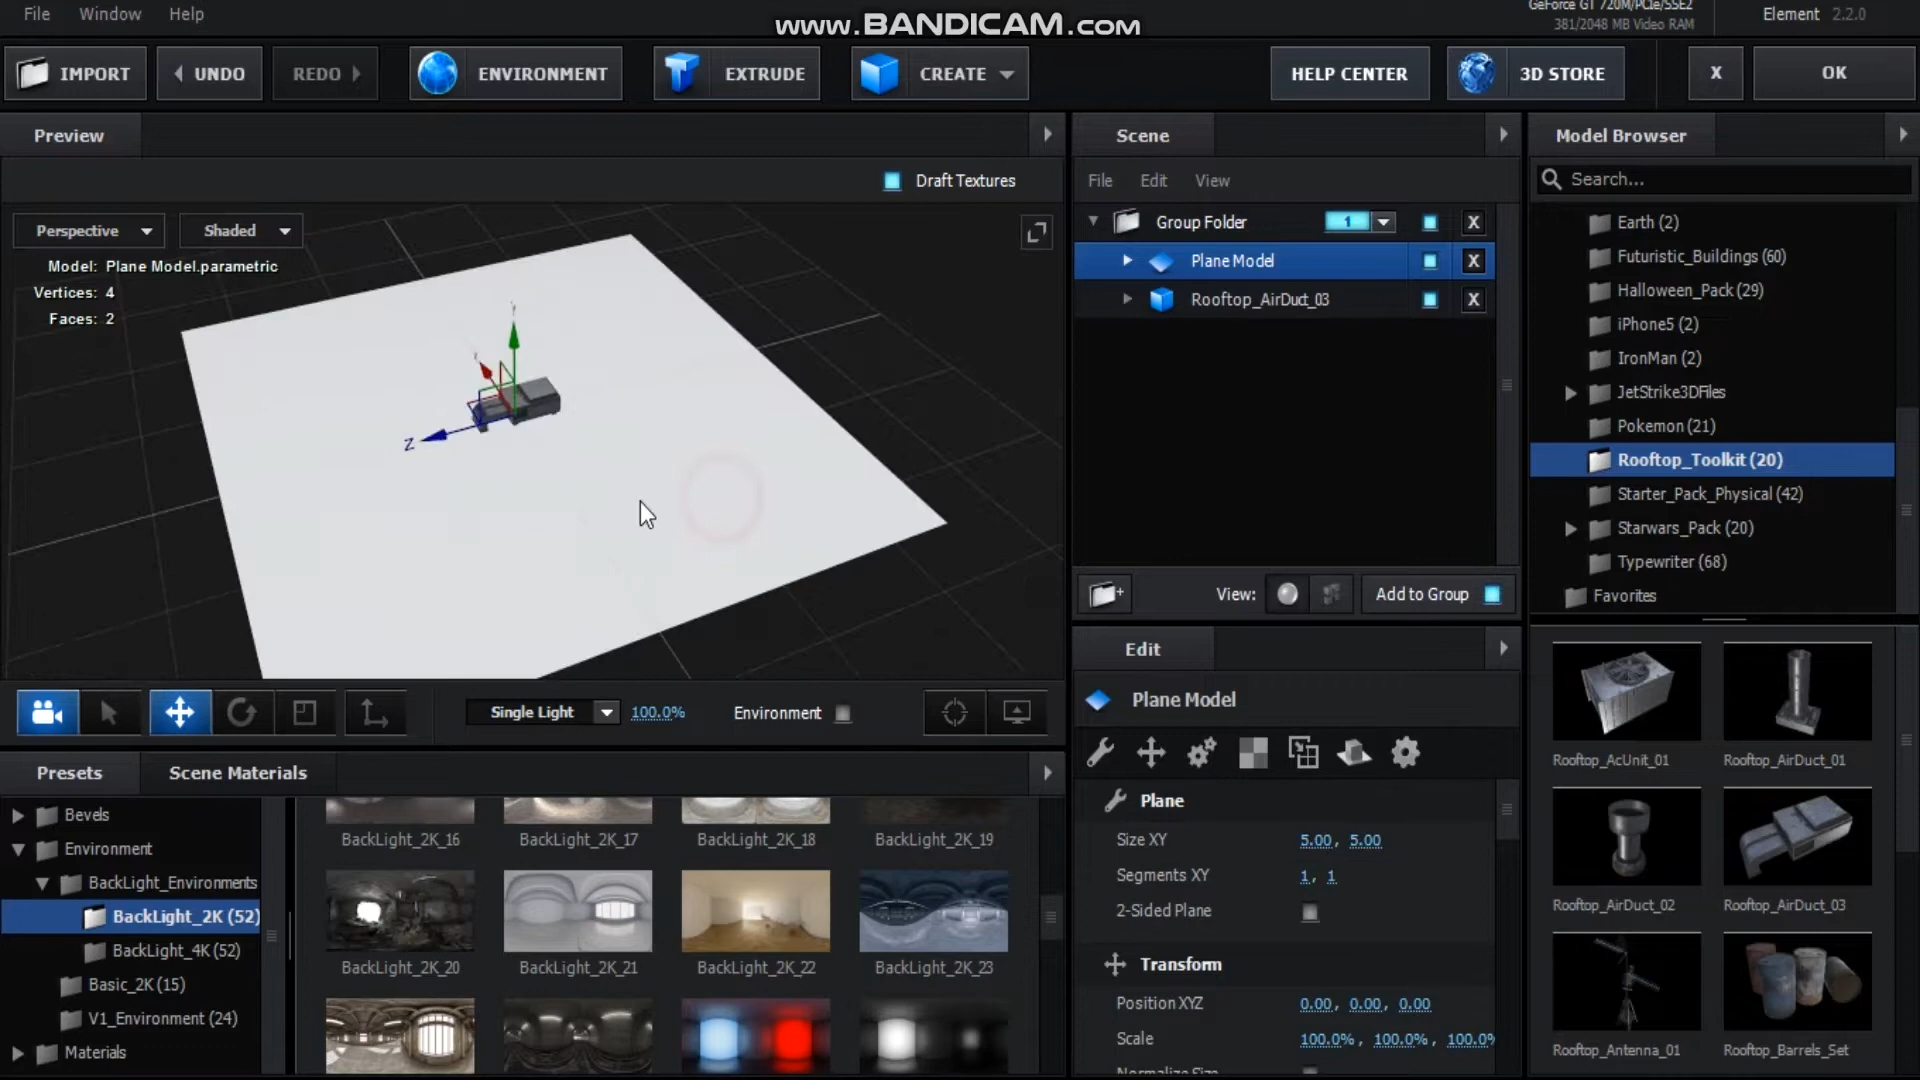 File Window Help
www.BANDICAM.com
GeForce GT 720M/PCIe/SSE2
381/2048 MB Video RAM
Element 2.2.0
IMPORT
UNDO
REDO
ENVIRONMENT
EXTRUDE
CREATE
HELP CENTER
3D STORE
X
OK
Preview
Draft Textures
Perspective
Shaded
Model: Plane Model.parametric
Vertices: 4
Faces: 2
Z
Single Light
100.0%
Environment
Scene
File Edit View
Group Folder 1 X
Plane Model X
Rooftop_AirDuct_03 X
View:
Add to Group
Edit
Plane Model
Plane
Size XY 5.00, 5.00
Segments XY 1, 1
2-Sided Plane
Transform
Position XYZ 0.00, 0.00, 0.00
Scale 100.0%, 100.0%, 100.0%
Normalize Size
Model Browser
Search...
Earth (2)
Futuristic_Buildings (60)
Halloween_Pack (29)
iPhone5 (2)
IronMan (2)
JetStrike3DFiles
Pokemon (21)
Rooftop_Toolkit (20)
Starter_Pack_Physical (42)
Starwars_Pack (20)
Typewriter (68)
Favorites
Rooftop_AcUnit_01
Rooftop_AirDuct_01
Rooftop_AirDuct_02
Rooftop_AirDuct_03
Rooftop_Antenna_01
Rooftop_Barrels_Set
Presets
Scene Materials
Bevels
Environment
BackLight_Environments
BackLight_2K (52)
BackLight_4K (52)
Basic_2K (15)
V1_Environment (24)
Materials
BackLight_2K_16
BackLight_2K_17
BackLight_2K_18
BackLight_2K_19
BackLight_2K_20
BackLight_2K_21
BackLight_2K_22
BackLight_2K_23